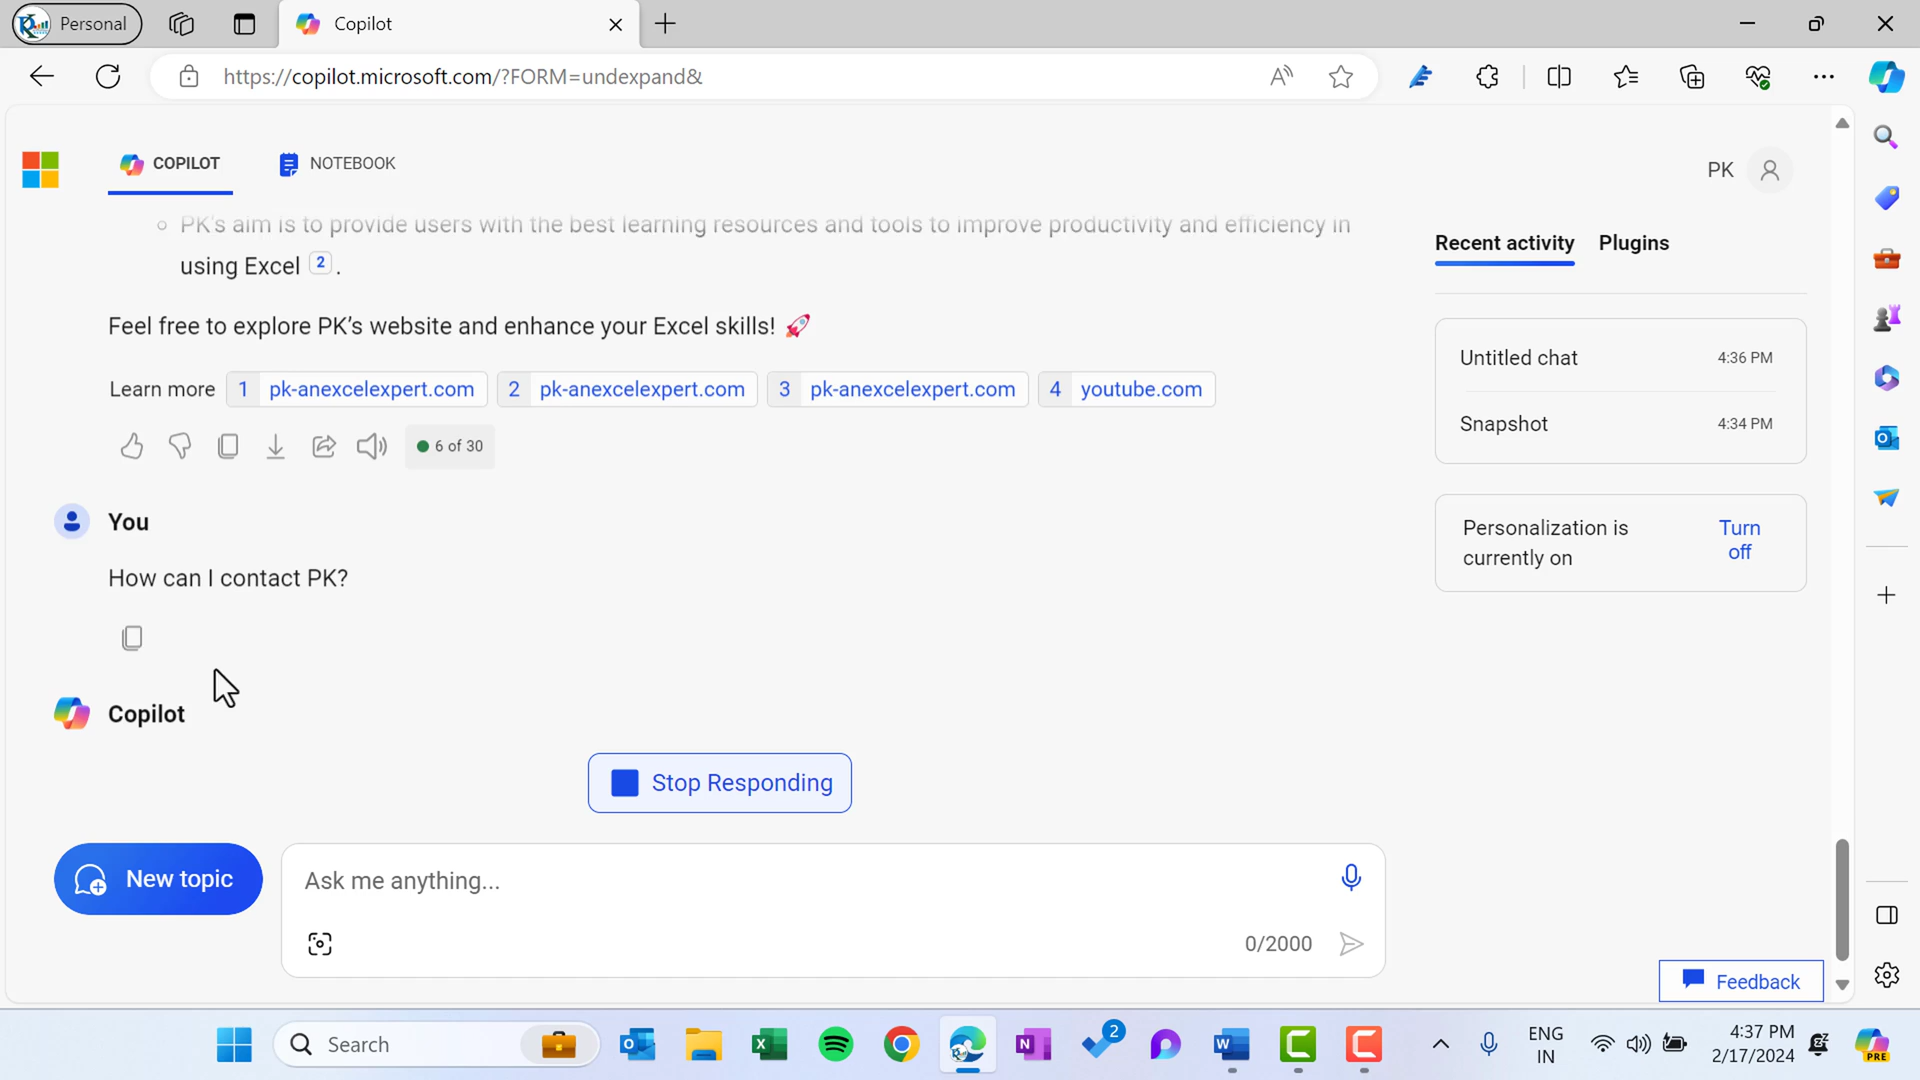 Personal
Copilot
https://copilot.microsoft.com/?FORM=undexpand&
COPILOT
NOTEBOOK
PK
PK's aim is to provide users with the best learning resources and tools to improve productivity and efficiency in
using Excel 2 .
Feel free to explore PK’s website and enhance your Excel skills! 🚀
Learn more 1 pk-anexcelexpert.com 2 pk-anexcelexpert.com 3 pk-anexcelexpert.com 4 youtube.com
6 of 30
You
How can I contact PK?
Copilot
Stop Responding
New topic
Ask me anything...
0/2000
Recent activity
Plugins
Untitled chat 4:36 PM
Snapshot 4:34 PM
Personalization is
currently on
Turn
off
Feedback
Search
2
ENG
IN
4:37 PM
2/17/2024
PRE